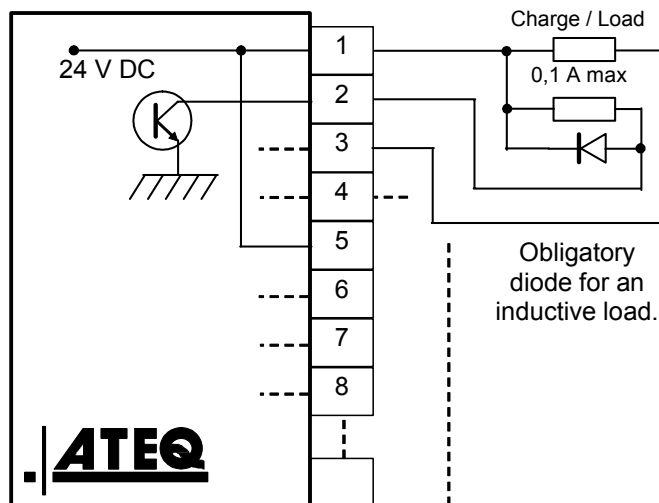 Charge / Load
0,1 A max
24 V DC
1
2
3
4
5
6
7
8
Obligatory
diode for an
inductive load.
ATEQ